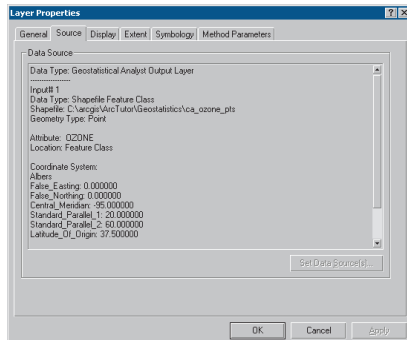 Layer Properties
General Source Display Extent Symbology Method Parameters
Data Source
Data Type: Geostatistical Analyst Output Layer
-----------------
Input# 1
Data Type: Shapefile Feature Class
Shapefile: C:\arcgis\ArcTutor\Geostatistics\ca_ozone_pts
Geometry Type: Point
Attribute: OZONE
Location: Feature Class
Coordinate System:
Albers
False_Easting: 0.000000
False_Northing: 0.000000
Central_Meridian: -95.000000
Standard_Parallel_1: 20.000000
Standard_Parallel_2: 60.000000
Latitude_Of_Origin: 37.500000
Set Data Source(s)...
OK Cancel Apply